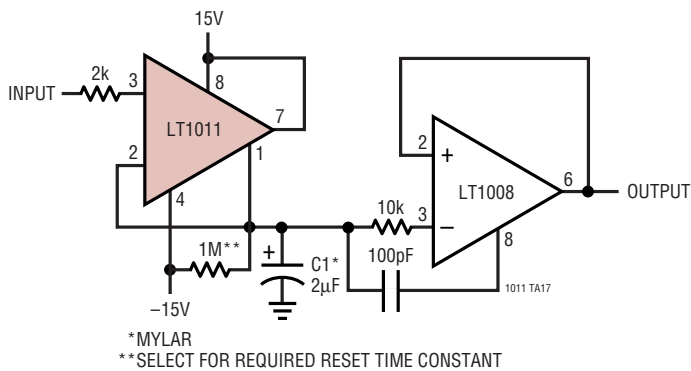 15V
2k
INPUT
3
8
7
LT1011
2
1
4
1M**
–15V
+
C1*
2µF
10k
100pF
2
+
3
–
LT1008
6
OUTPUT
8
1011 TA17
*MYLAR
**SELECT FOR REQUIRED RESET TIME CONSTANT